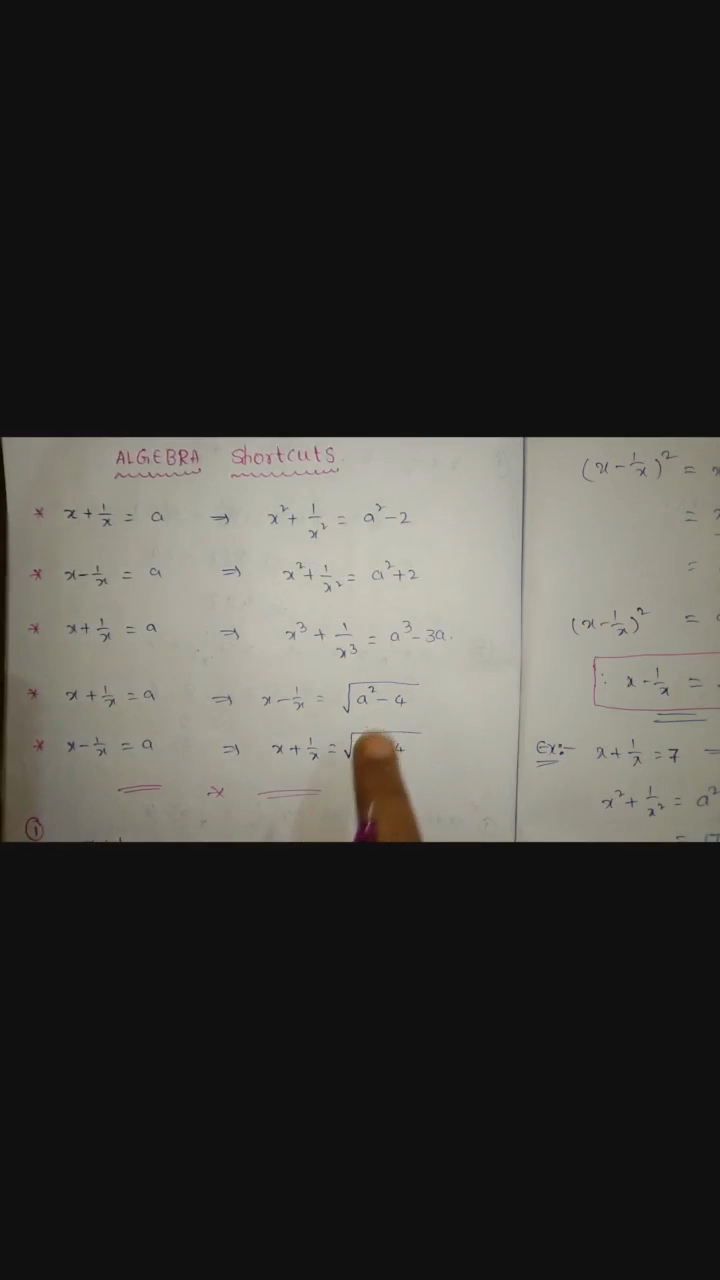 ALGEBRA Shortcuts.
* x + 1/x = a ⇒ x² + 1/x² = a² - 2
* x - 1/x = a ⇒ x² + 1/x² = a² + 2
* x + 1/x = a ⇒ x³ + 1/x³ = a³ - 3a.
* x + 1/x = a ⇒ x - 1/x = √(a² - 4)
* x - 1/x = a ⇒ x + 1/x = √ 4
*
①
(x - 1/x)² =
=
=
(x - 1/x)² =
∴ x - 1/x =
Ex:- x + 1/x = 7
x² + 1/x² = a²
=